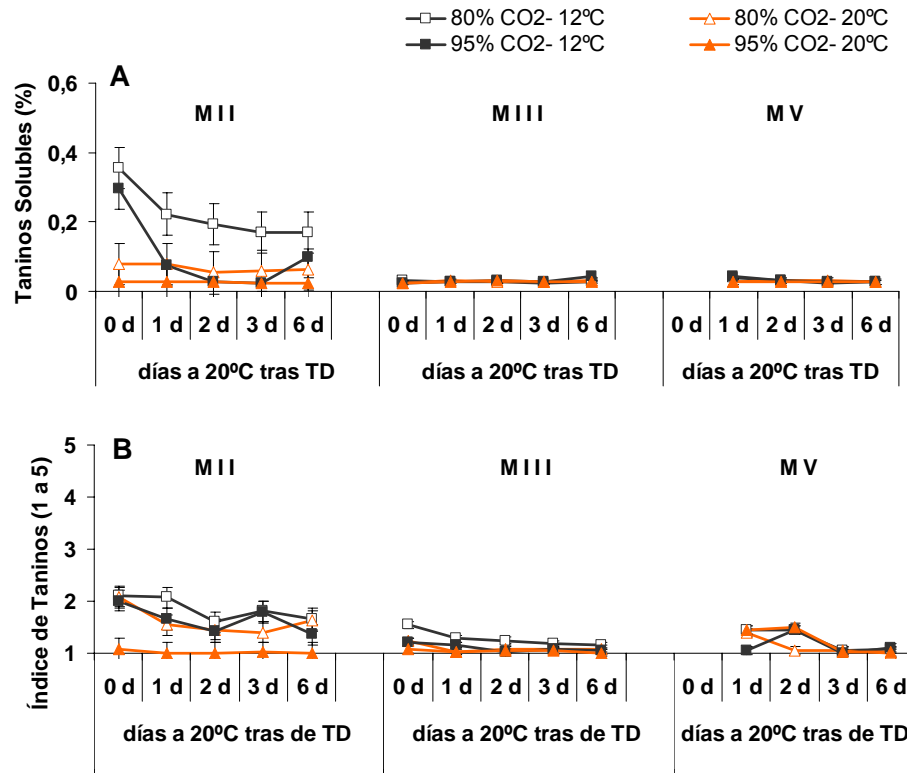 80% CO2- 12ºC 80% CO2- 20ºC
95% CO2- 12ºC 95% CO2- 20ºC
A
Taninos Solubles (%)
0,6
0,4
0,2
0
M II M III M V
0 d 1 d 2 d 3 d 6 d 0 d 1 d 2 d 3 d 6 d 0 d 1 d 2 d 3 d 6 d
días a 20ºC tras TD días a 20ºC tras TD días a 20ºC tras TD
B
Índice de Taninos (1 a 5)
5
4
3
2
1
M II M III M V
0 d 1 d 2 d 3 d 6 d 0 d 1 d 2 d 3 d 6 d 0 d 1 d 2 d 3 d 6 d
días a 20ºC tras de TD días a 20ºC tras de TD días a 20ºC tras de TD